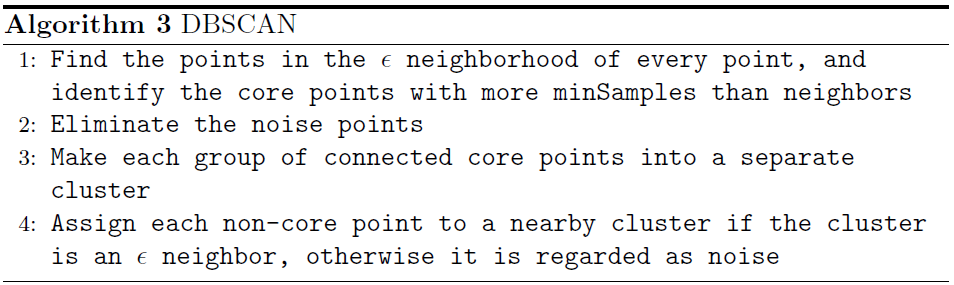 Algorithm 3 DBSCAN
1: Find the points in the ϵ neighborhood of every point, and
identify the core points with more minSamples than neighbors
2: Eliminate the noise points
3: Make each group of connected core points into a separate
cluster
4: Assign each non-core point to a nearby cluster if the cluster
is an ϵ neighbor, otherwise it is regarded as noise